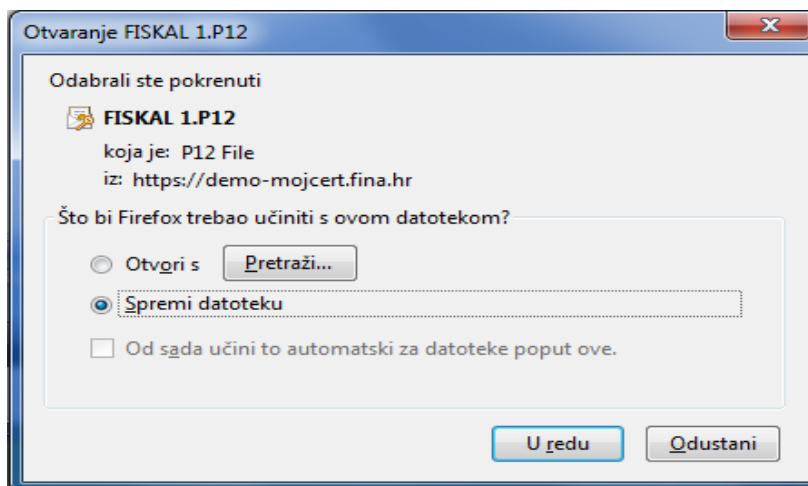 Otvaranje FISKAL 1.P12
Odabrali ste pokrenuti
FISKAL 1.P12
koja je: P12 File
iz: https://demo-mojcert.fina.hr
Što bi Firefox trebao učiniti s ovom datotekom?
Otvori s Pretraži...
Spremi datoteku
Od sada učini to automatski za datoteke poput ove.
U redu Odustani